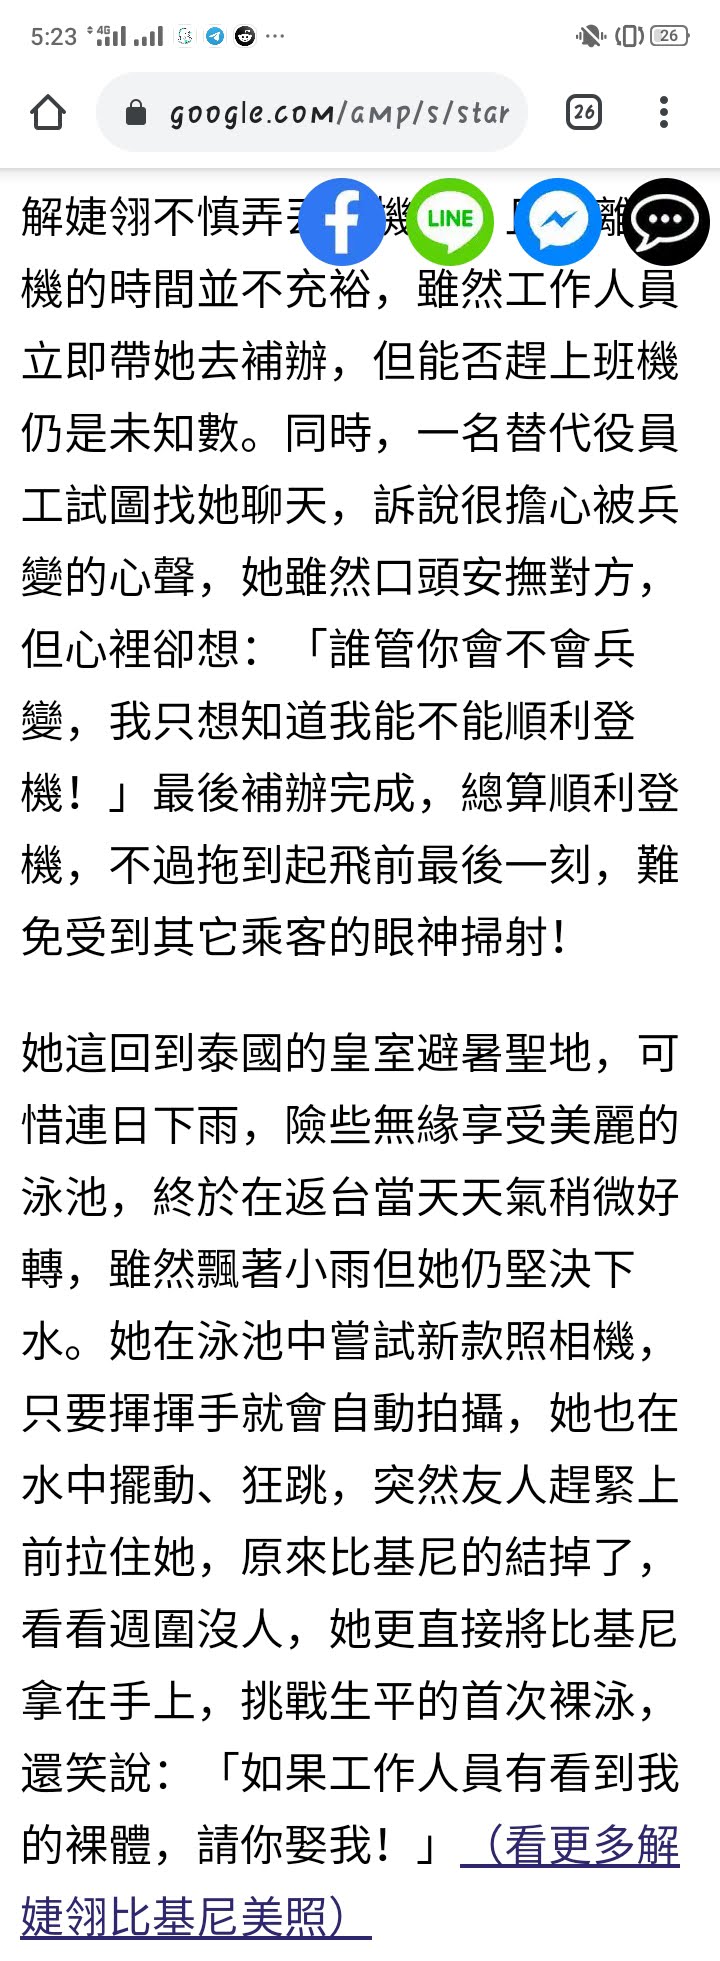 5:23 4G 26
google.com/amp/s/star 26
解婕翎不慎弄丟 機 離
LINE
機的時間並不充裕，雖然工作人員
立即帶她去補辦，但能否趕上班機
仍是未知數。同時，一名替代役員
工試圖找她聊天，訴說很擔心被兵
變的心聲，她雖然口頭安撫對方，
但心裡卻想：「誰管你會不會兵
變，我只想知道我能不能順利登
機！」最後補辦完成，總算順利登
機，不過拖到起飛前最後一刻，難
免受到其它乘客的眼神掃射！
她這回到泰國的皇室避暑聖地，可
惜連日下雨，險些無緣享受美麗的
泳池，終於在返台當天天氣稍微好
轉，雖然飄著小雨但她仍堅決下
水。她在泳池中嘗試新款照相機，
只要揮揮手就會自動拍攝，她也在
水中擺動、狂跳，突然友人趕緊上
前拉住她，原來比基尼的結掉了，
看看週圍沒人，她更直接將比基尼
拿在手上，挑戰生平的首次裸泳，
還笑說：「如果工作人員有看到我
的裸體，請你娶我！」（看更多解
婕翎比基尼美照）